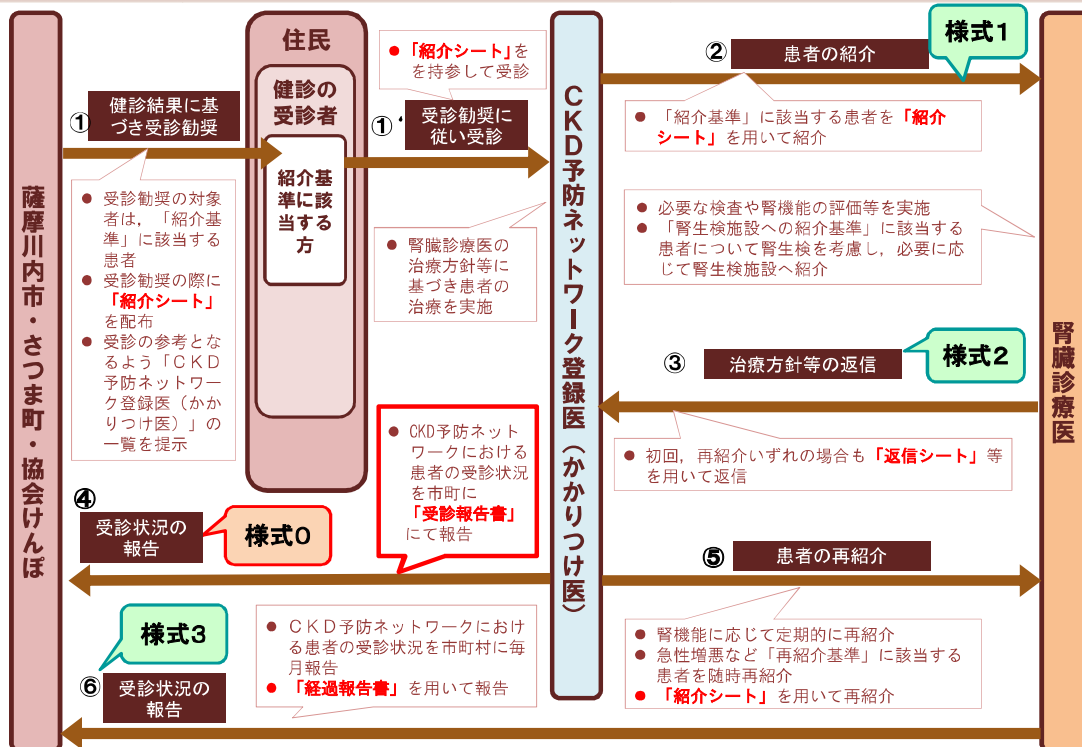 薩摩川内市・さつま町・協会けんぽ
①
健診結果に基
づき受診勧奨
● 受診勧奨の対象
者は，「紹介基
準」に該当する
患者
● 受診勧奨の際に
「紹介シート」
を配布
● 受診の参考とな
るよう「ＣＫＤ
予防ネットワー
ク登録医（かか
りつけ医）」の
一覧を提示
住民
健診の
受診者
紹介基
準に該
当する
方
● 「紹介シート」を
を持参して受診
①'
受診勧奨に
従い受診
● 腎臓診療医の
治療方針等に
基づき患者の
治療を実施
ＣＫＤ予防ネットワーク登録医（かかりつけ医）
②
患者の紹介
様式1
● 「紹介基準」に該当する患者を「紹介
シート」を用いて紹介
● 必要な検査や腎機能の評価等を実施
● 「腎生検施設への紹介基準」に該当する
患者について腎生検を考慮し，必要に応
じて腎生検施設へ紹介
腎臓診療医
③
治療方針等の返信
様式2
● 初回，再紹介いずれの場合も「返信シート」等
を用いて返信
● CKD予防ネット
ワークにおける
患者の受診状況
を市町に
「受診報告書」
にて報告
④
受診状況の
報告
様式0
⑤
患者の再紹介
● 腎機能に応じて定期的に再紹介
● 急性増悪など「再紹介基準」に該当する
患者を随時再紹介
● 「紹介シート」を用いて再紹介
様式3
⑥
受診状況の
報告
● ＣＫＤ予防ネットワークにおけ
る患者の受診状況を市町村に毎
月報告
● 「経過報告書」を用いて報告